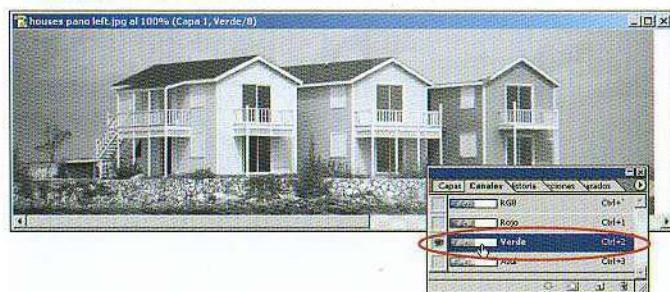 houses pano left.jpg al 100% (Capa 1, Verde/8)
Capas Canales
RGB Ctrl+~
Rojo Ctrl+1
Verde Ctrl+2
Azul Ctrl+3